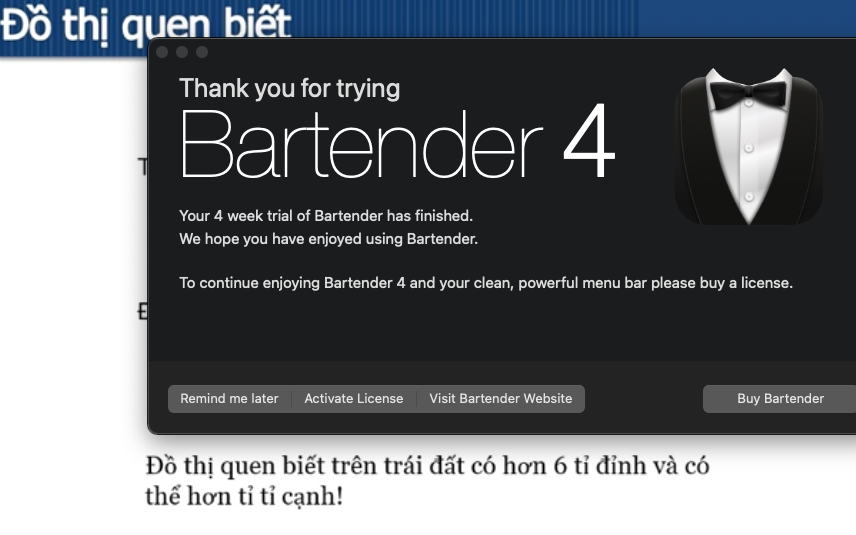 Đồ thị quen biết
Thank you for trying
Bartender 4
Your 4 week trial of Bartender has finished.
We hope you have enjoyed using Bartender.
To continue enjoying Bartender 4 and your clean, powerful menu bar please buy a license.
Remind me later Activate License Visit Bartender Website Buy Bartender
Đồ thị quen biết trên trái đất có hơn 6 tỉ đỉnh và có
thể hơn tỉ tỉ cạnh!